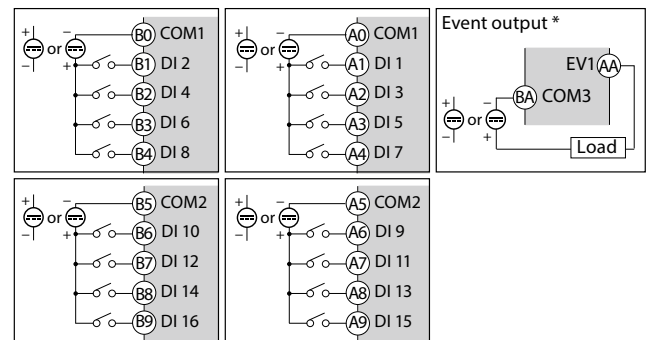 + − or − + B0 COM1
B1 DI 2
B2 DI 4
B3 DI 6
B4 DI 8
+ − or − + A0 COM1
A1 DI 1
A2 DI 3
A3 DI 5
A4 DI 7
Event output *
EV1 AA
BA COM3
+ − or − +
Load
+ − or − + B5 COM2
B6 DI 10
B7 DI 12
B8 DI 14
B9 DI 16
+ − or − + A5 COM2
A6 DI 9
A7 DI 11
A8 DI 13
A9 DI 15